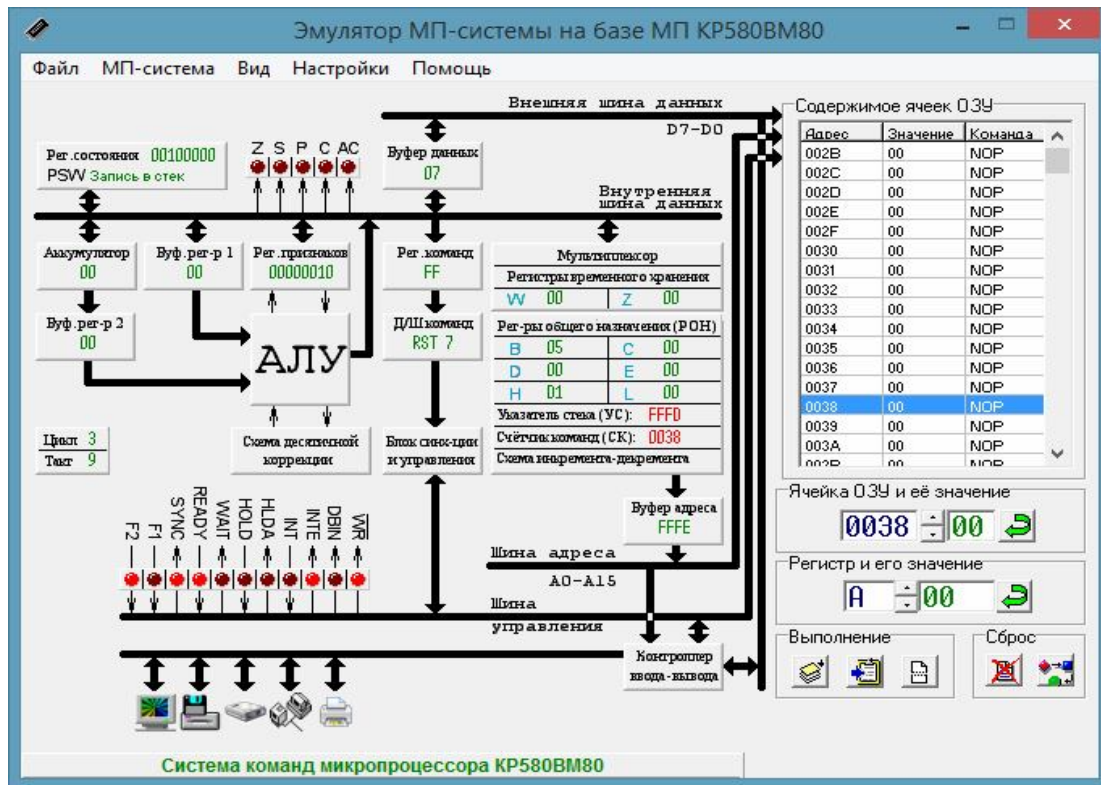 Эмулятор МП-системы на базе МП КР580ВМ80
Файл МП-система Вид Настройки Помощь
Внешняя шина данных
D7-D0
Рег.состояния 00100000
PSW Запись в стек
Z S P C AC
Буфер данных
07
Внутренняя
шина данных
Аккумулятор
00
Буф.рег-р 1
00
Рег.признаков
00000010
Рег.команд
FF
Мультиплексор
Регистры временного хранения
W 00 Z 00
Буф.рег-р 2
00
АЛУ
Д/Ш команд
RST 7
Рег-ры общего назначения (РОН)
B 05 C 00
D 00 E 00
H D1 L 00
Указатель стека (УС): FFFD
Счётчик команд (СК): 0038
Схема инкремента-декремента
Цикл 3
Такт 9
Схема десятичной
коррекции
Блок синх-ции
и управления
Буфер адреса
FFFE
F2 F1 SYNC READY WAIT HOLD HLDA INT INTE DBIN WR
Шина адреса
A0-A15
Шина
управления
Контроллер
ввода-вывода
Содержимое ячеек ОЗУ
Адрес Значение Команда
002B 00 NOP
002C 00 NOP
002D 00 NOP
002E 00 NOP
002F 00 NOP
0030 00 NOP
0031 00 NOP
0032 00 NOP
0033 00 NOP
0034 00 NOP
0035 00 NOP
0036 00 NOP
0037 00 NOP
0038 00 NOP
0039 00 NOP
003A 00 NOP
003B 00 NOP
Ячейка ОЗУ и её значение
0038 00
Регистр и его значение
A 00
Выполнение Сброс
Система команд микропроцессора КР580ВМ80